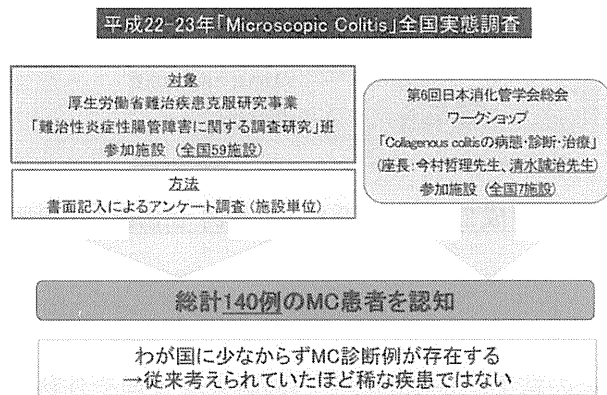 平成22-23年「Microscopic Colitis」全国実態調査
対象
厚生労働省難治疾患克服研究事業
「難治性炎症性腸管障害に関する調査研究」班
参加施設 (全国59施設)
方法
書面記入によるアンケート調査(施設単位)
第6回日本消化管学会総会
ワークショップ
「Collagenous colitisの病態・診断・治療」
(座長:今村哲理先生、清水誠治先生)
参加施設 (全国7施設)
総計140例のMC患者を認知
わが国に少なからずMC診断例が存在する
→従来考えられていたほど稀な疾患ではない